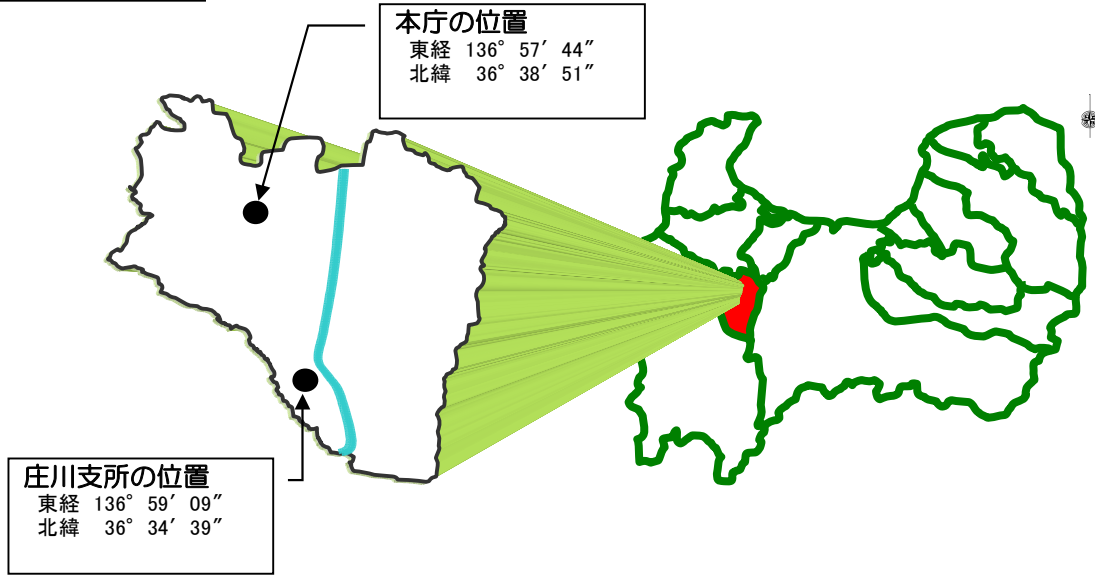 本庁の位置
東経 136° 57′ 44″
北緯 36° 38′ 51″
庄川支所の位置
東経 136° 59′ 09″
北緯 36° 34′ 39″